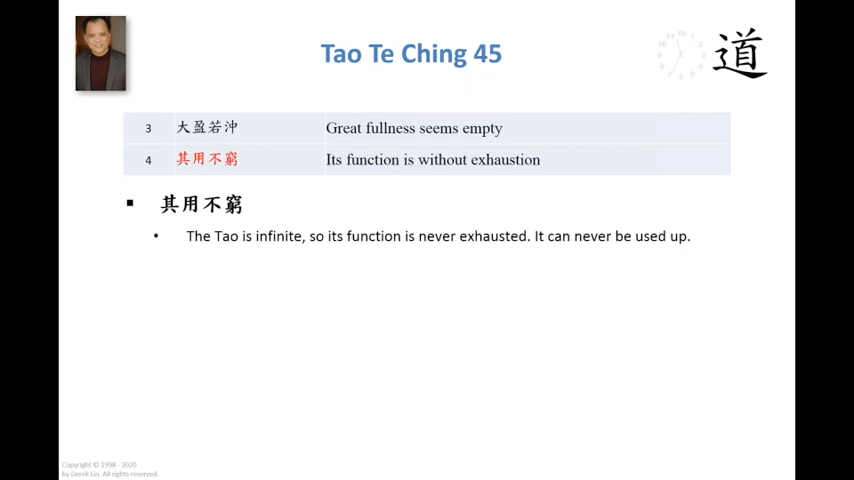 Tao Te Ching 45
道
3 大盈若沖 Great fullness seems empty
4 其用不窮 Its function is without exhaustion
▪ 其用不窮
• The Tao is infinite, so its function is never exhausted. It can never be used up.
Copyright © 1998 - 2020
by Derek Lin. All rights reserved.